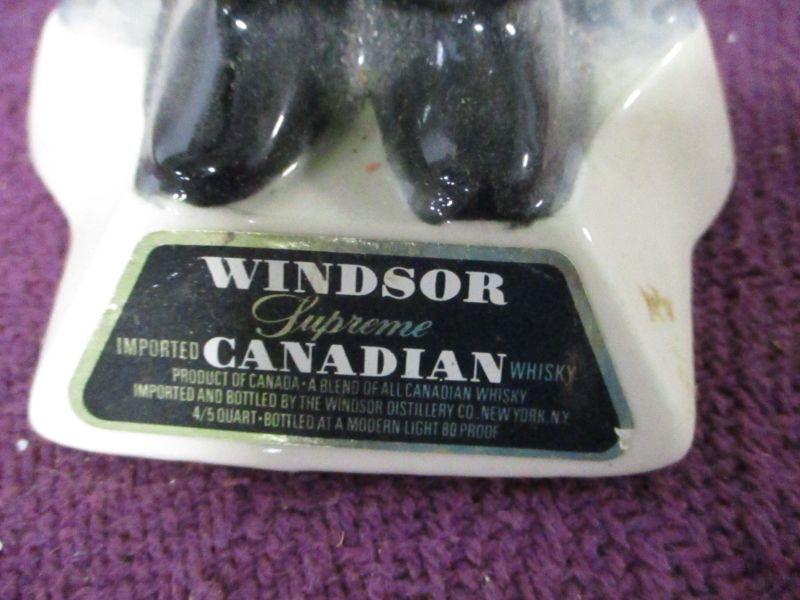 WINDSOR
Supreme
IMPORTED CANADIAN WHISKY
PRODUCT OF CANADA · A BLEND OF ALL CANADIAN WHISKY
IMPORTED AND BOTTLED BY THE WINDSOR DISTILLERY CO. NEW YORK, N.Y.
4/5 QUART · BOTTLED AT A MODERN LIGHT 80 PROOF